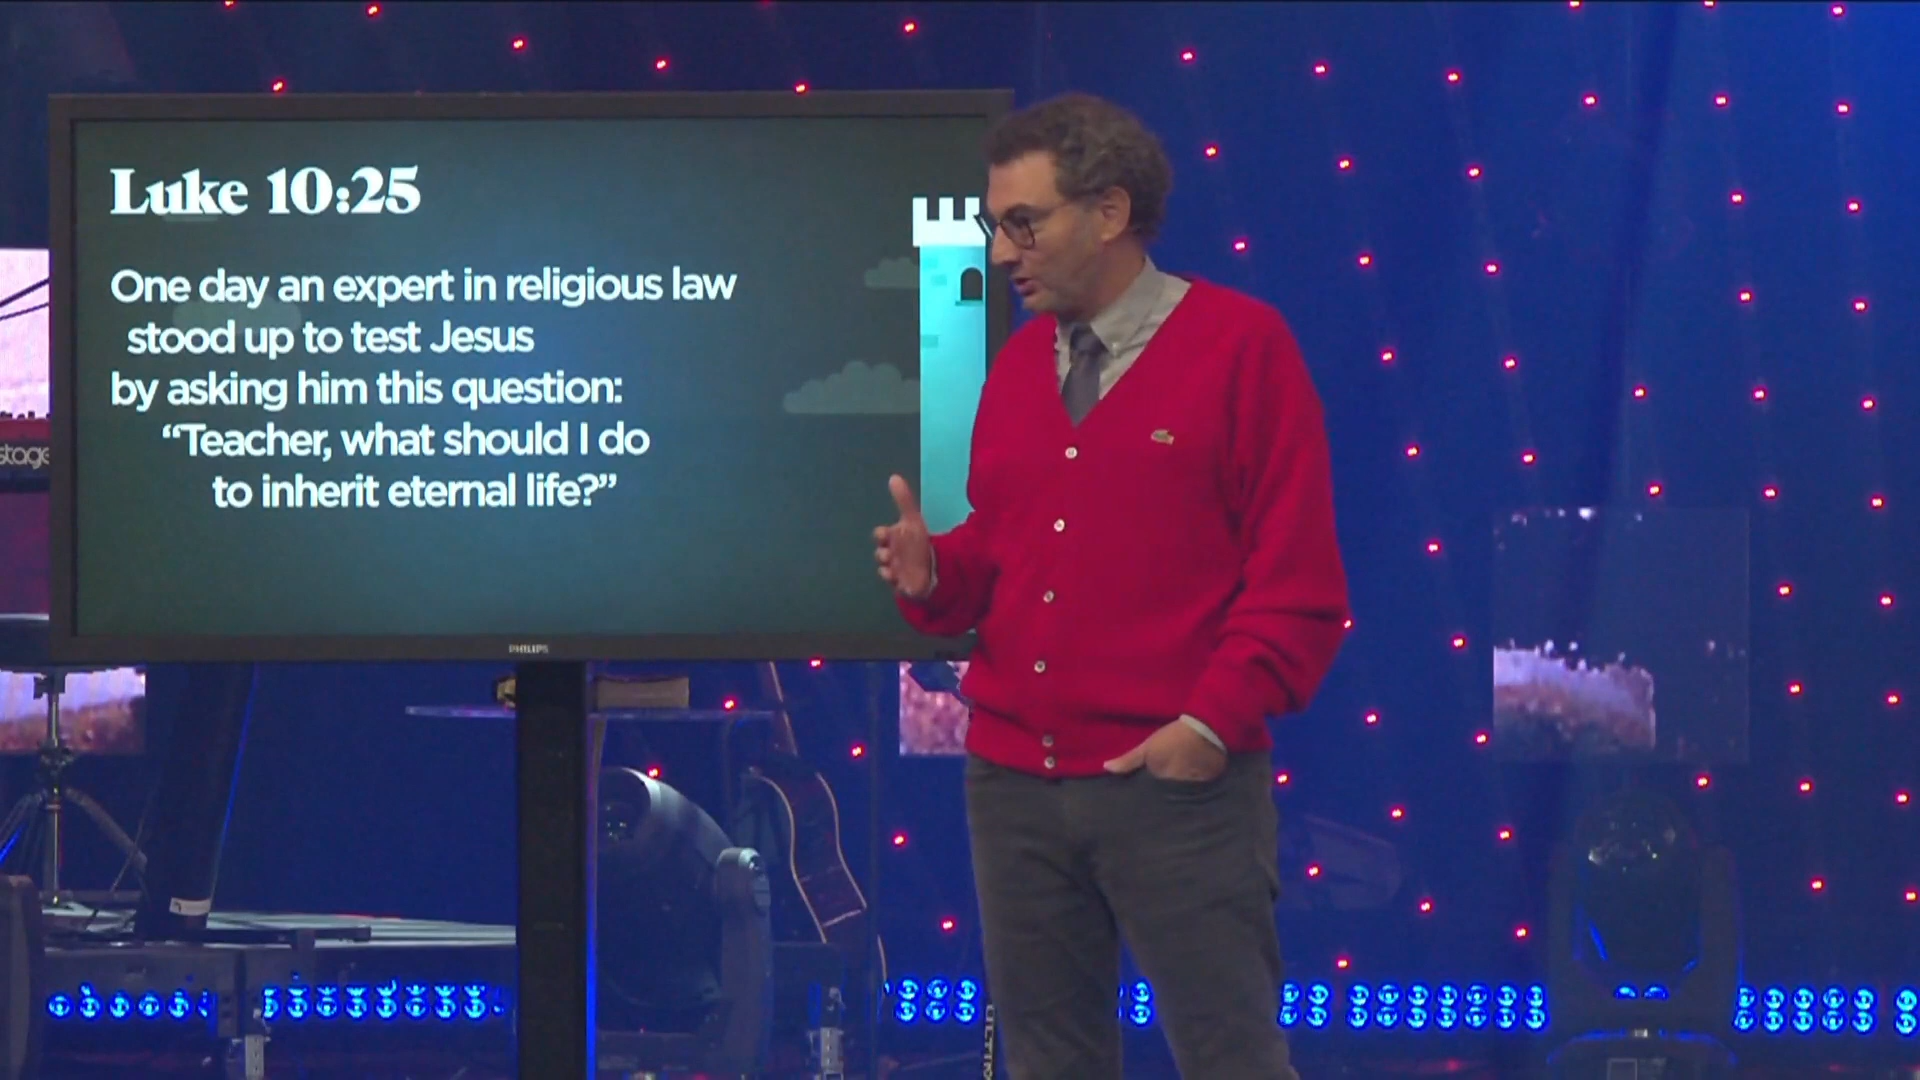 Luke 10:25
One day an expert in religious law
stood up to test Jesus
by asking him this question:
“Teacher, what should I do
to inherit eternal life?”
stage
PHILIPS